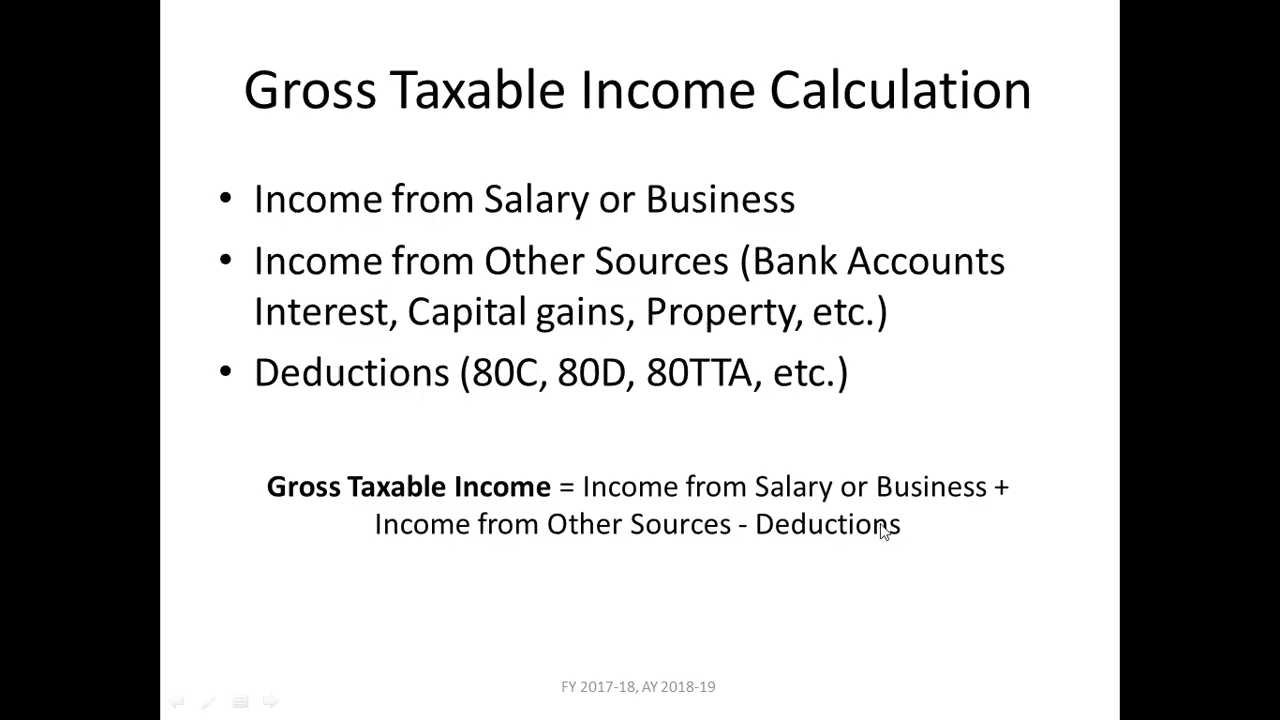 Gross Taxable Income Calculation
• Income from Salary or Business
• Income from Other Sources (Bank Accounts
Interest, Capital gains, Property, etc.)
• Deductions (80C, 80D, 80TTA, etc.)
Gross Taxable Income = Income from Salary or Business +
Income from Other Sources - Deductions
FY 2017-18, AY 2018-19